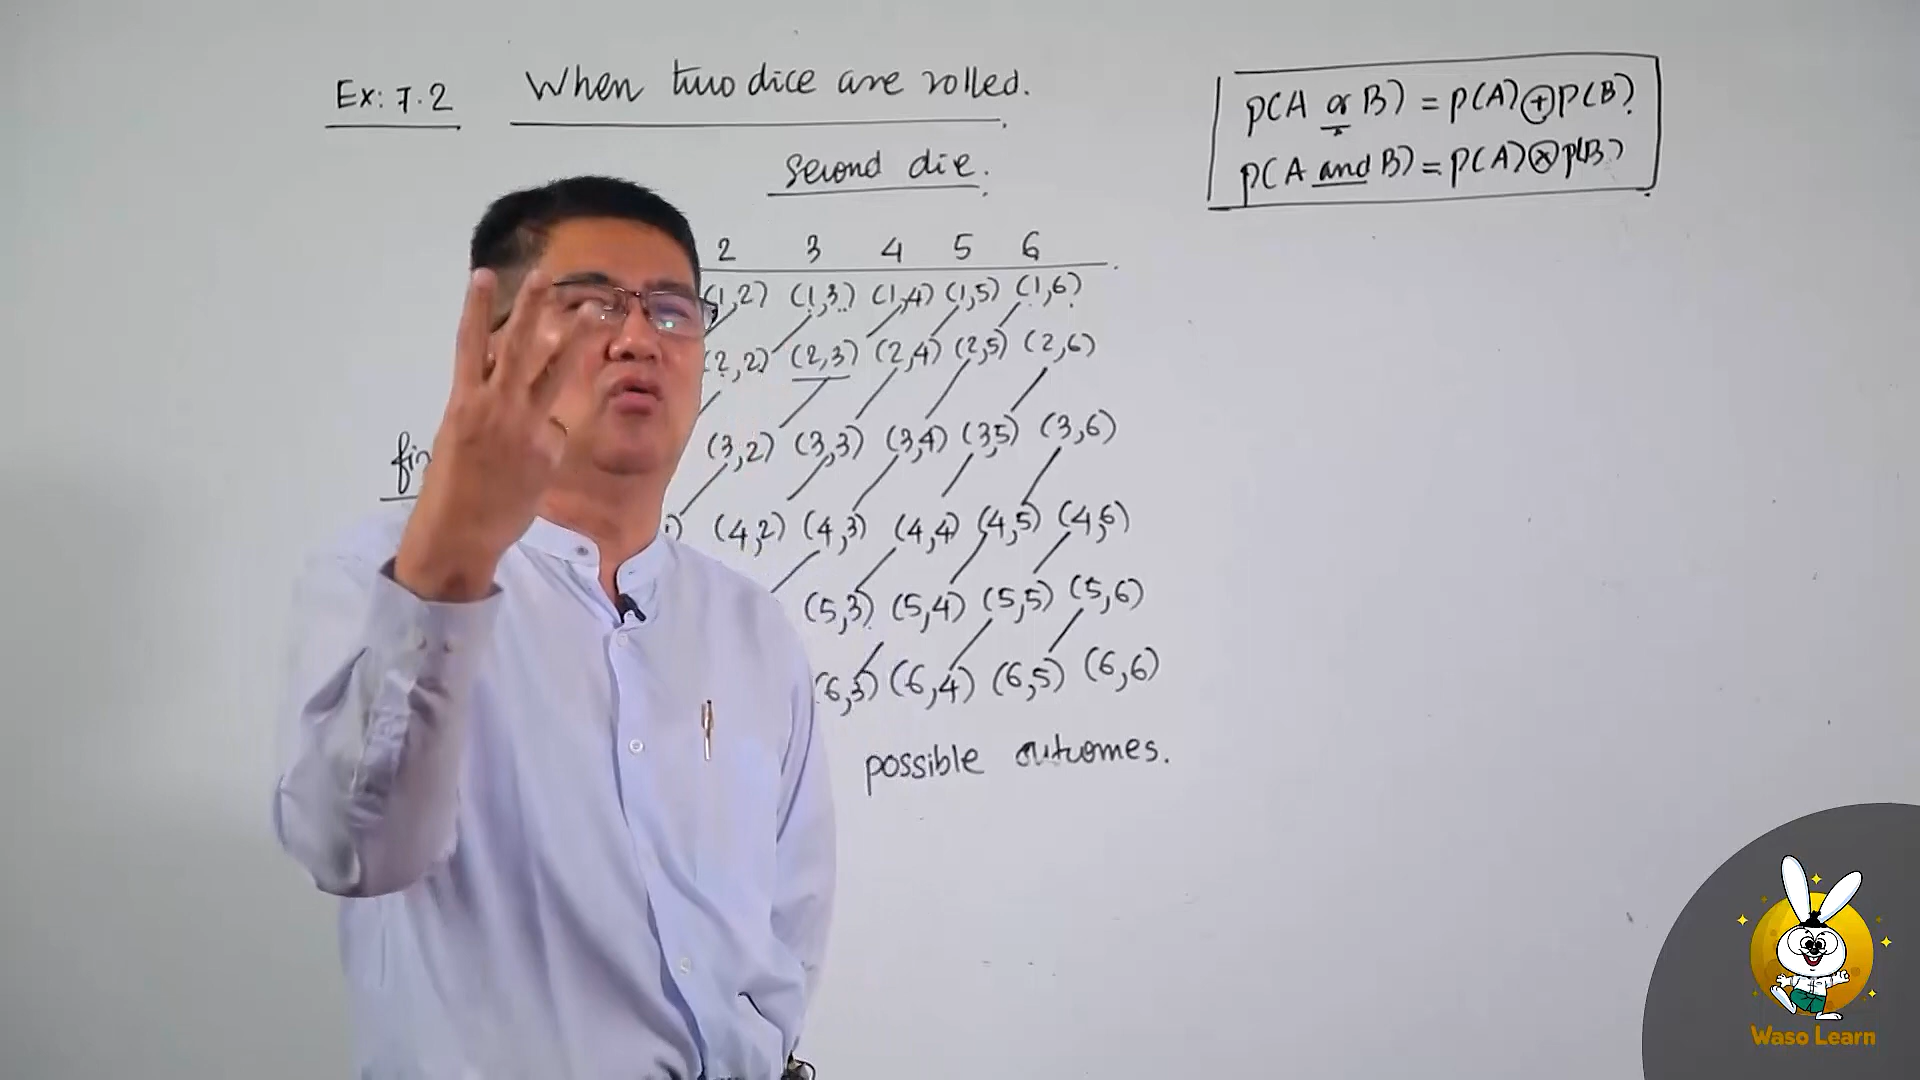 Ex: 7.2 When two dice are rolled.
P(A or B) = P(A) + P(B)
P(A and B) = P(A) × P(B)
second die.
2 3 4 5 6
(1,2) (1,3) (1,4) (1,5) (1,6)
(2,2) (2,3) (2,4) (2,5) (2,6)
(3,2) (3,3) (3,4) (3,5) (3,6)
(4,2) (4,3) (4,4) (4,5) (4,6)
(5,3) (5,4) (5,5) (5,6)
(6,3) (6,4) (6,5) (6,6)
possible outcomes.
Waso Learn